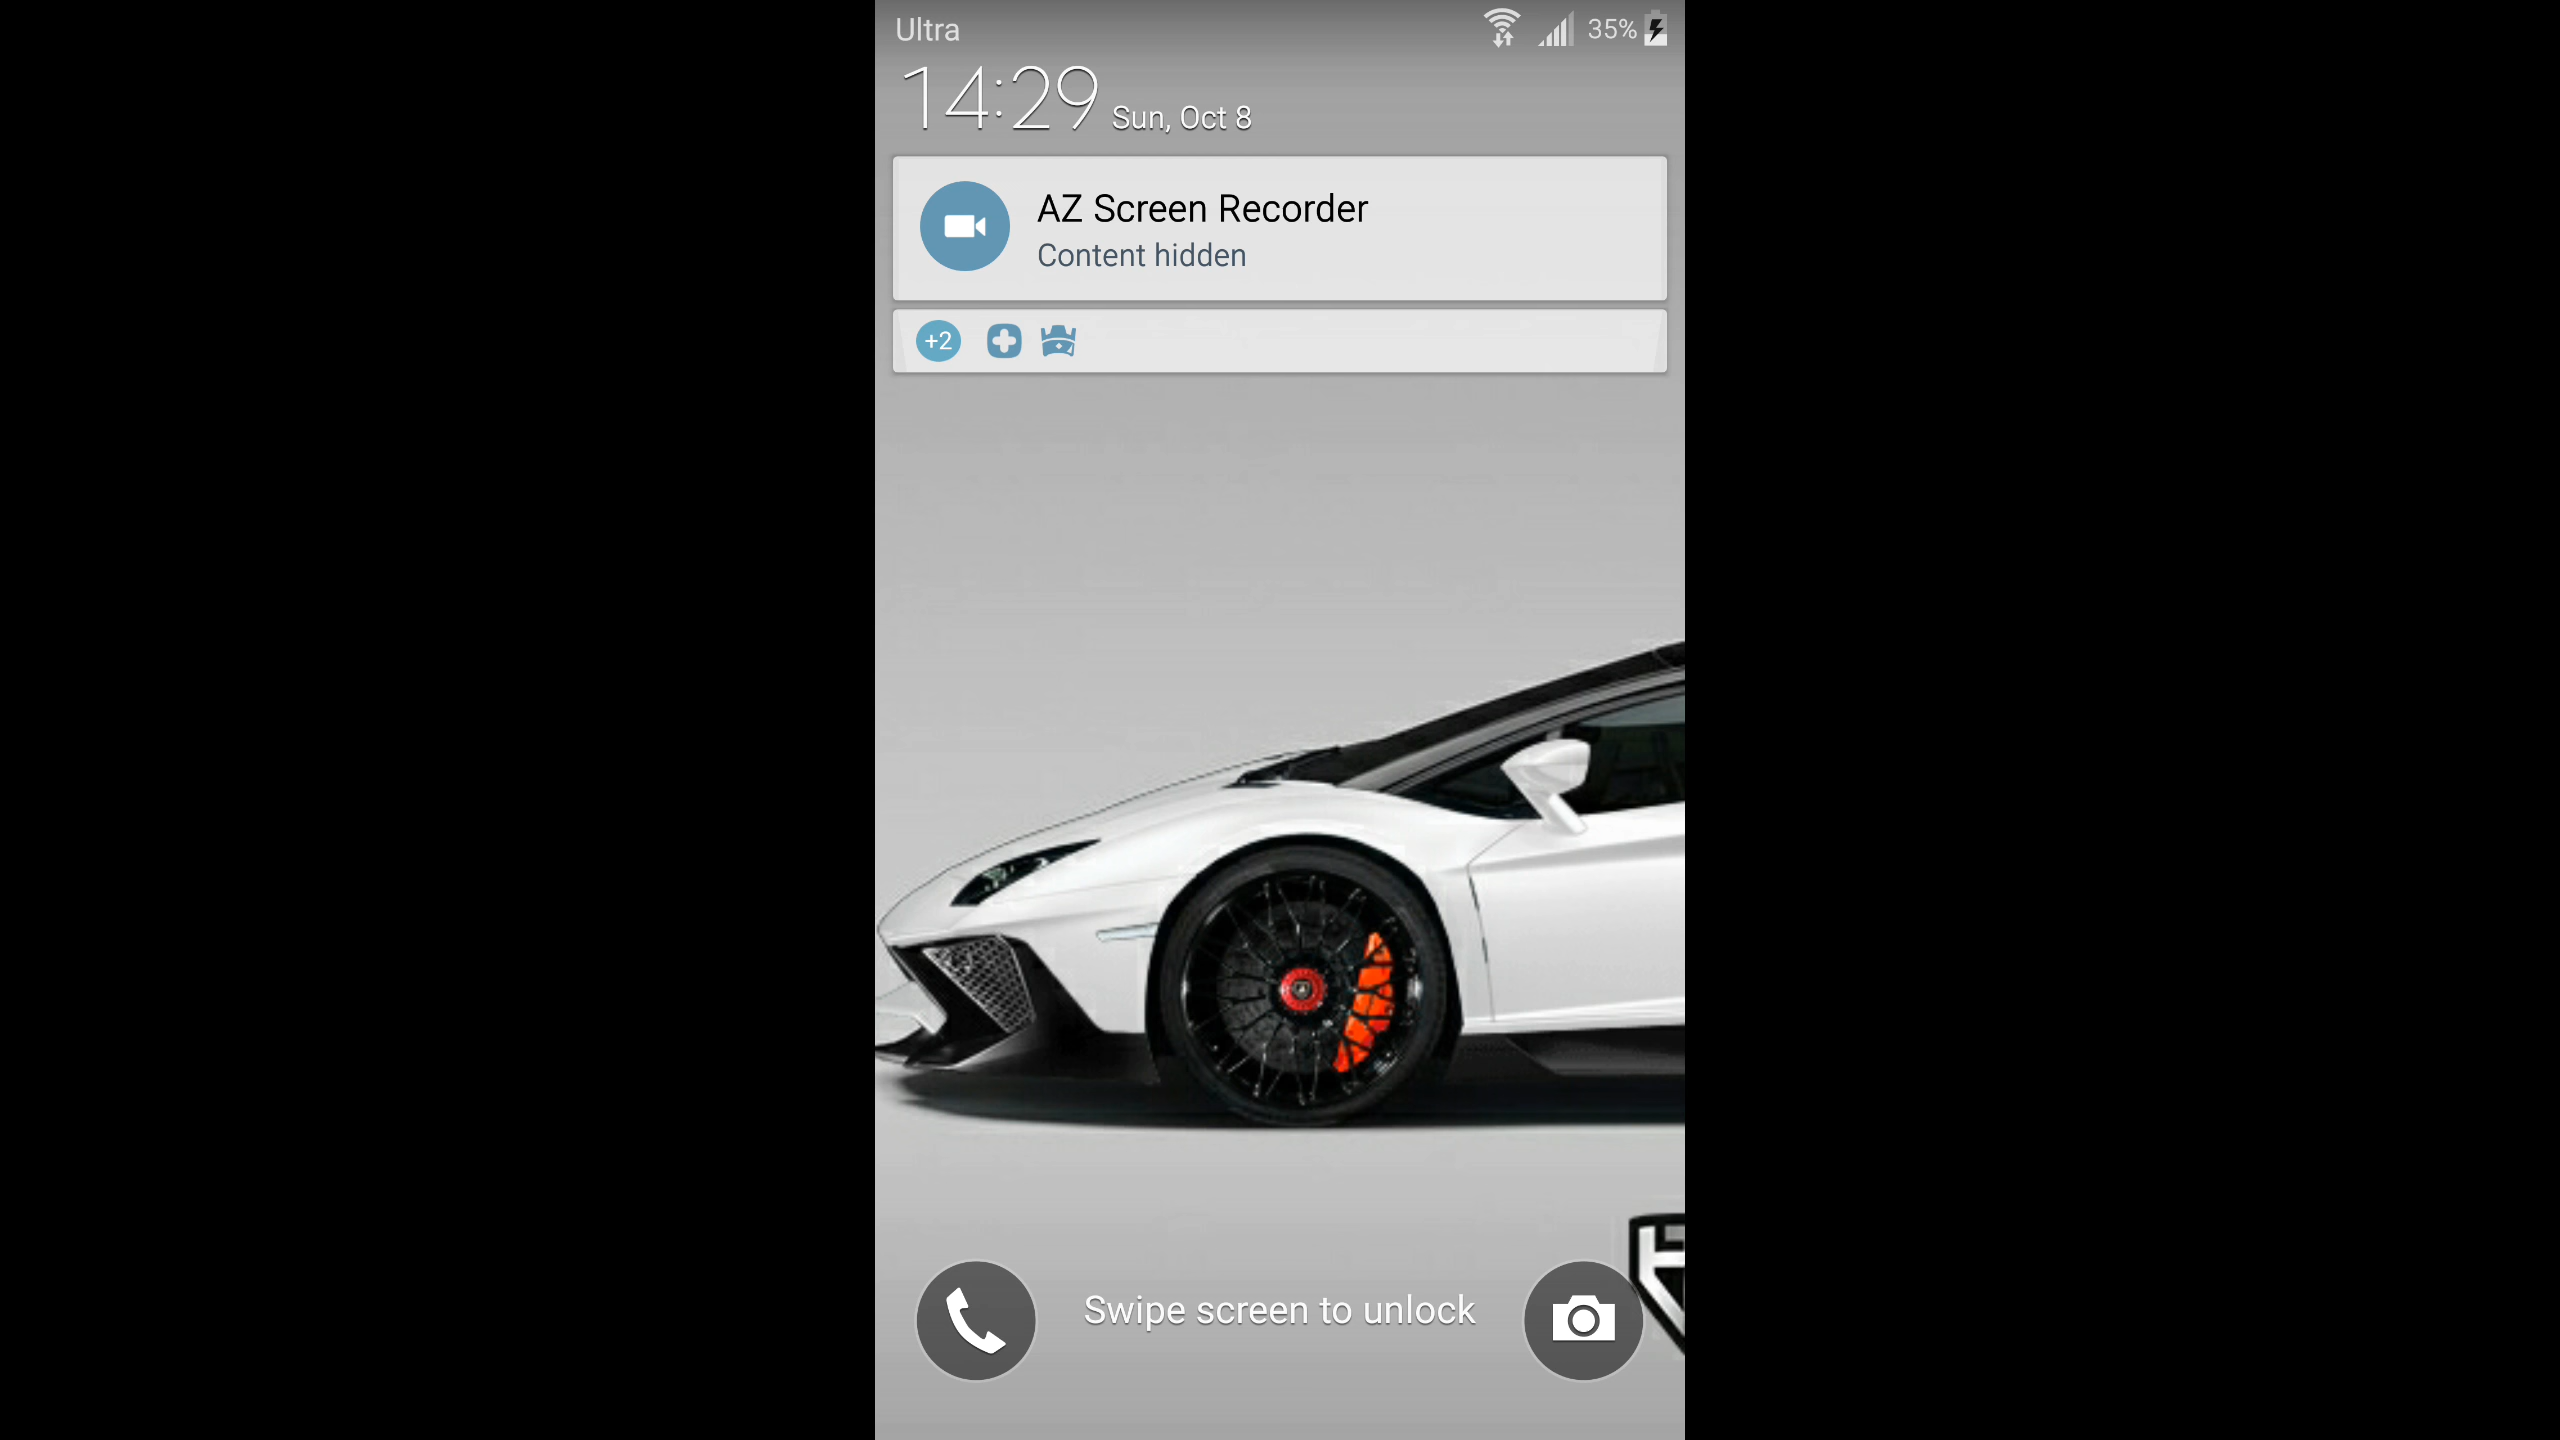 Ultra
35%
14:29 Sun, Oct 8
AZ Screen Recorder
Content hidden
+2
Swipe screen to unlock